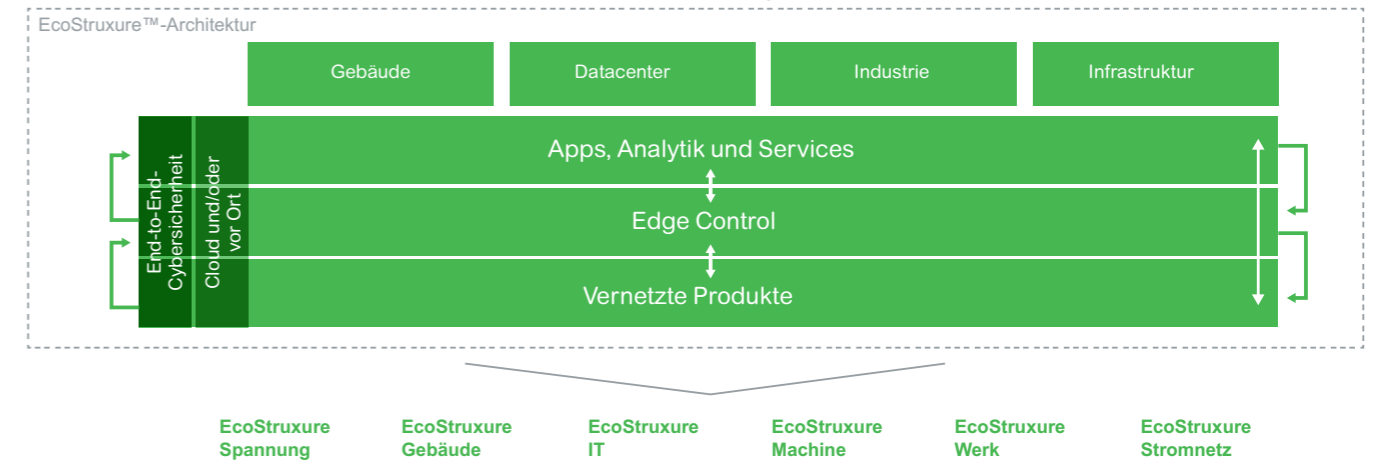 EcoStruxure™-Architektur
Gebäude
Datacenter
Industrie
Infrastruktur
End-to-End-
Cybersicherheit
Cloud und/oder
vor Ort
Apps, Analytik und Services
Edge Control
Vernetzte Produkte
EcoStruxure
Spannung
EcoStruxure
Gebäude
EcoStruxure
IT
EcoStruxure
Machine
EcoStruxure
Werk
EcoStruxure
Stromnetz